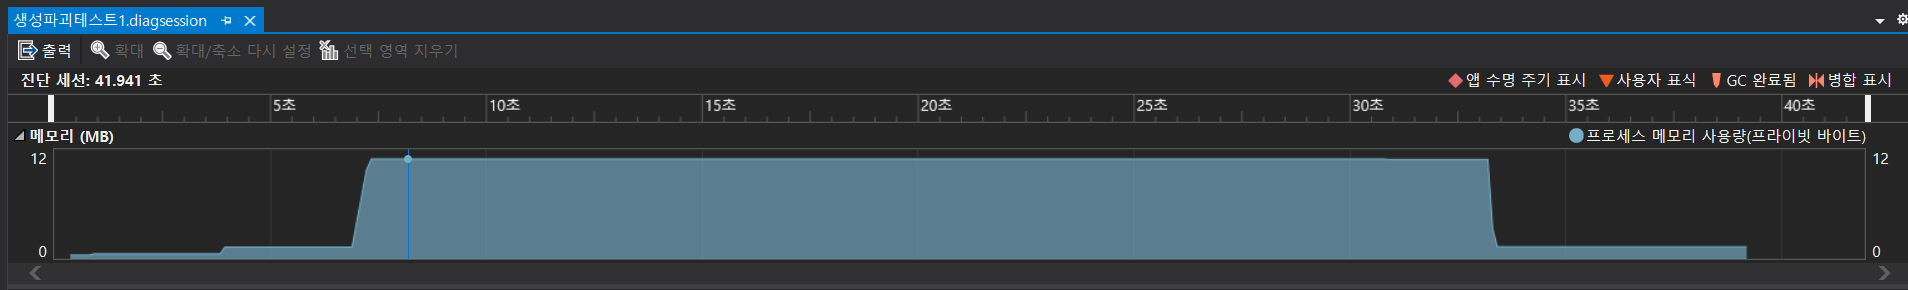 생성파괴테스트1.diagsession
출력 확대 확대/축소 다시 설정 선택 영역 지우기
진단 세션: 41.941 초
앱 수명 주기 표시 사용자 표식 GC 완료됨 병합 표시
5초 10초 15초 20초 25초 30초 35초 40초
메모리 (MB)
프로세스 메모리 사용량(프라이빗 바이트)
12 12
0 0